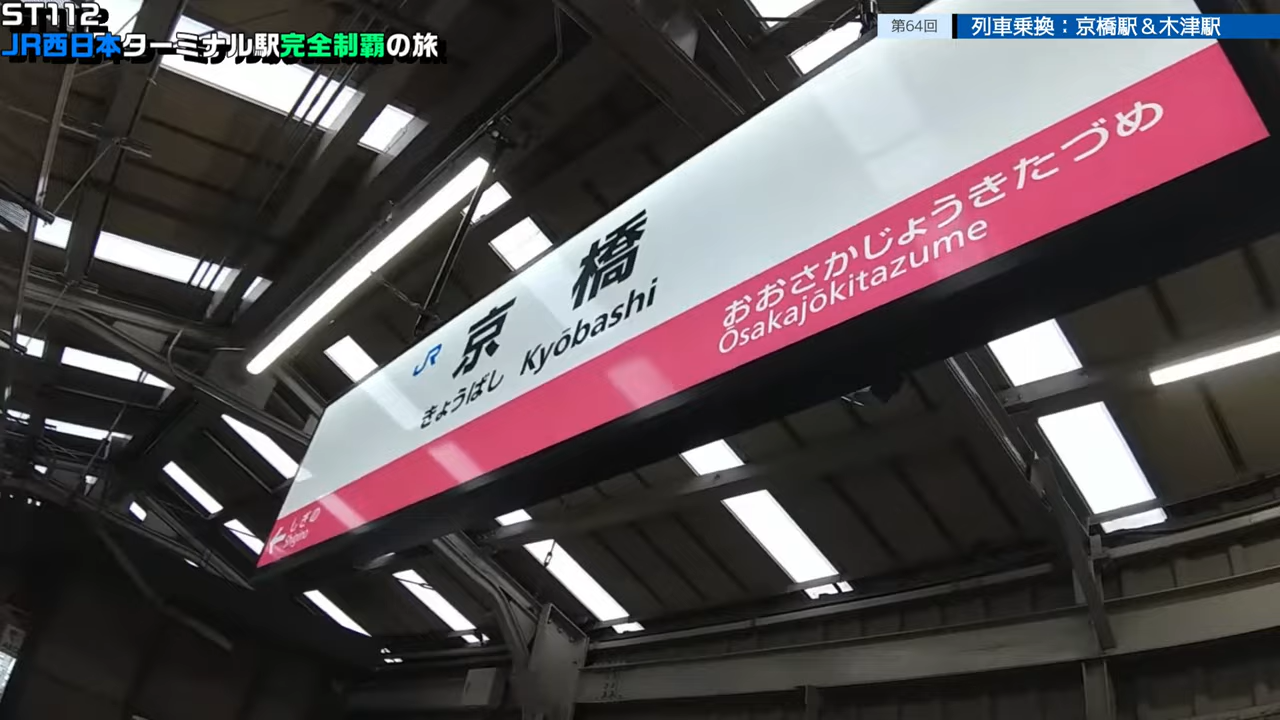 ST112
JR西日本ターミナル駅完全制覇の旅
第64回
列車乗換：京橋駅＆木津駅
JR 京橋
きょうばし Kyōbashi
おおさかじょうきたづめ
Ōsakajōkitazume
しぎの
Shigino